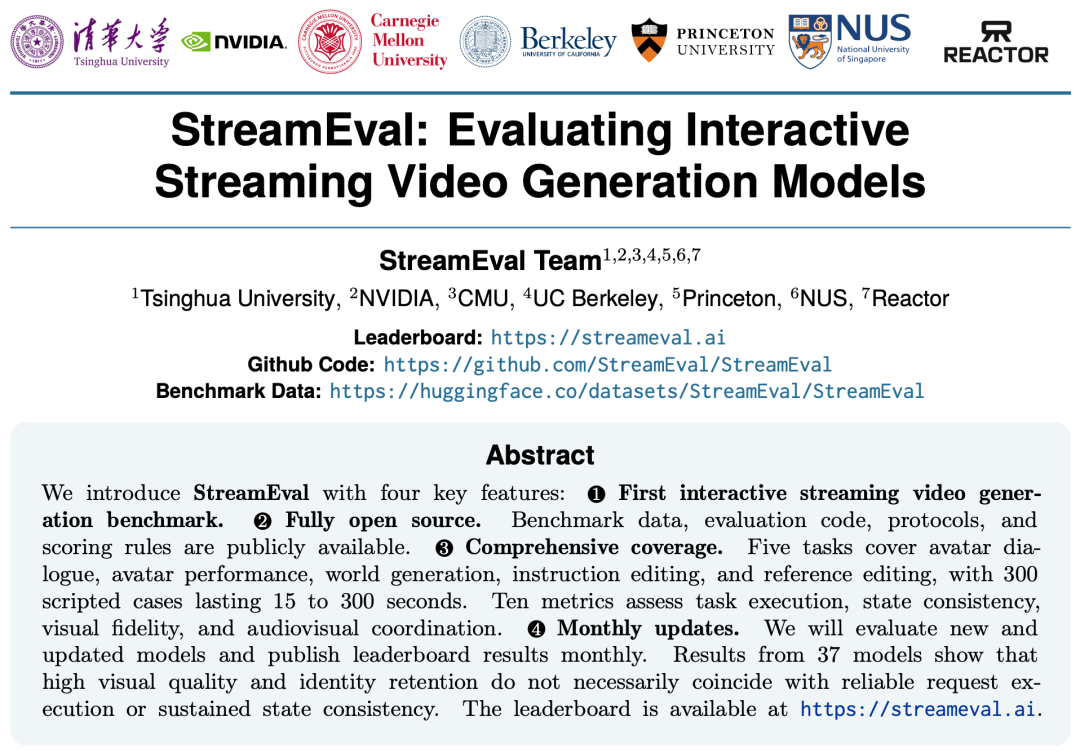 清華大学
Tsinghua University
NVIDIA.
Carnegie
Mellon
University
Berkeley
UNIVERSITY OF CALIFORNIA
PRINCETON
UNIVERSITY
NUS
National University
of Singapore
REACTOR
StreamEval: Evaluating Interactive
Streaming Video Generation Models
StreamEval Team1,2,3,4,5,6,7
1Tsinghua University, 2NVIDIA, 3CMU, 4UC Berkeley, 5Princeton, 6NUS, 7Reactor
Leaderboard: https://streameval.ai
Github Code: https://github.com/StreamEval/StreamEval
Benchmark Data: https://huggingface.co/datasets/StreamEval/StreamEval
Abstract
We introduce StreamEval with four key features: ❶ First interactive streaming video gener-
ation benchmark. ❷ Fully open source. Benchmark data, evaluation code, protocols, and
scoring rules are publicly available. ❸ Comprehensive coverage. Five tasks cover avatar dia-
logue, avatar performance, world generation, instruction editing, and reference editing, with 300
scripted cases lasting 15 to 300 seconds. Ten metrics assess task execution, state consistency,
visual fidelity, and audiovisual coordination. ❹ Monthly updates. We will evaluate new and
updated models and publish leaderboard results monthly. Results from 37 models show that
high visual quality and identity retention do not necessarily coincide with reliable request ex-
ecution or sustained state consistency. The leaderboard is available at https://streameval.ai.